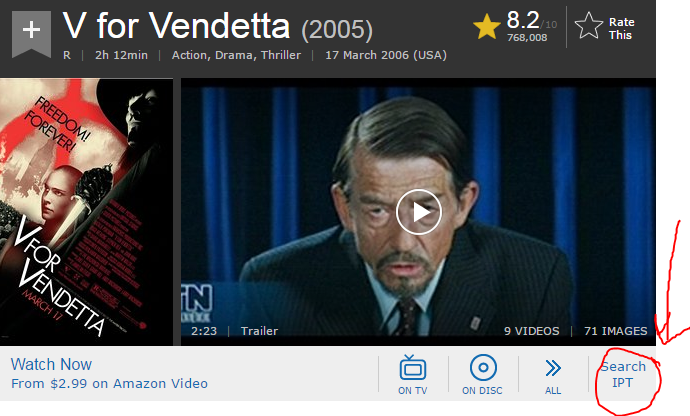 V for Vendetta (2005)
R | 2h 12min | Action, Drama, Thriller | 17 March 2006 (USA)
8.2/10
768,008
Rate
This
FREEDOM!
FOREVER!
V FOR
VENDETTA
MARCH 17
2:23 | Trailer
9 VIDEOS | 71 IMAGES
Watch Now
From $2.99 on Amazon Video
ON TV
ON DISC
ALL
Search
IPT